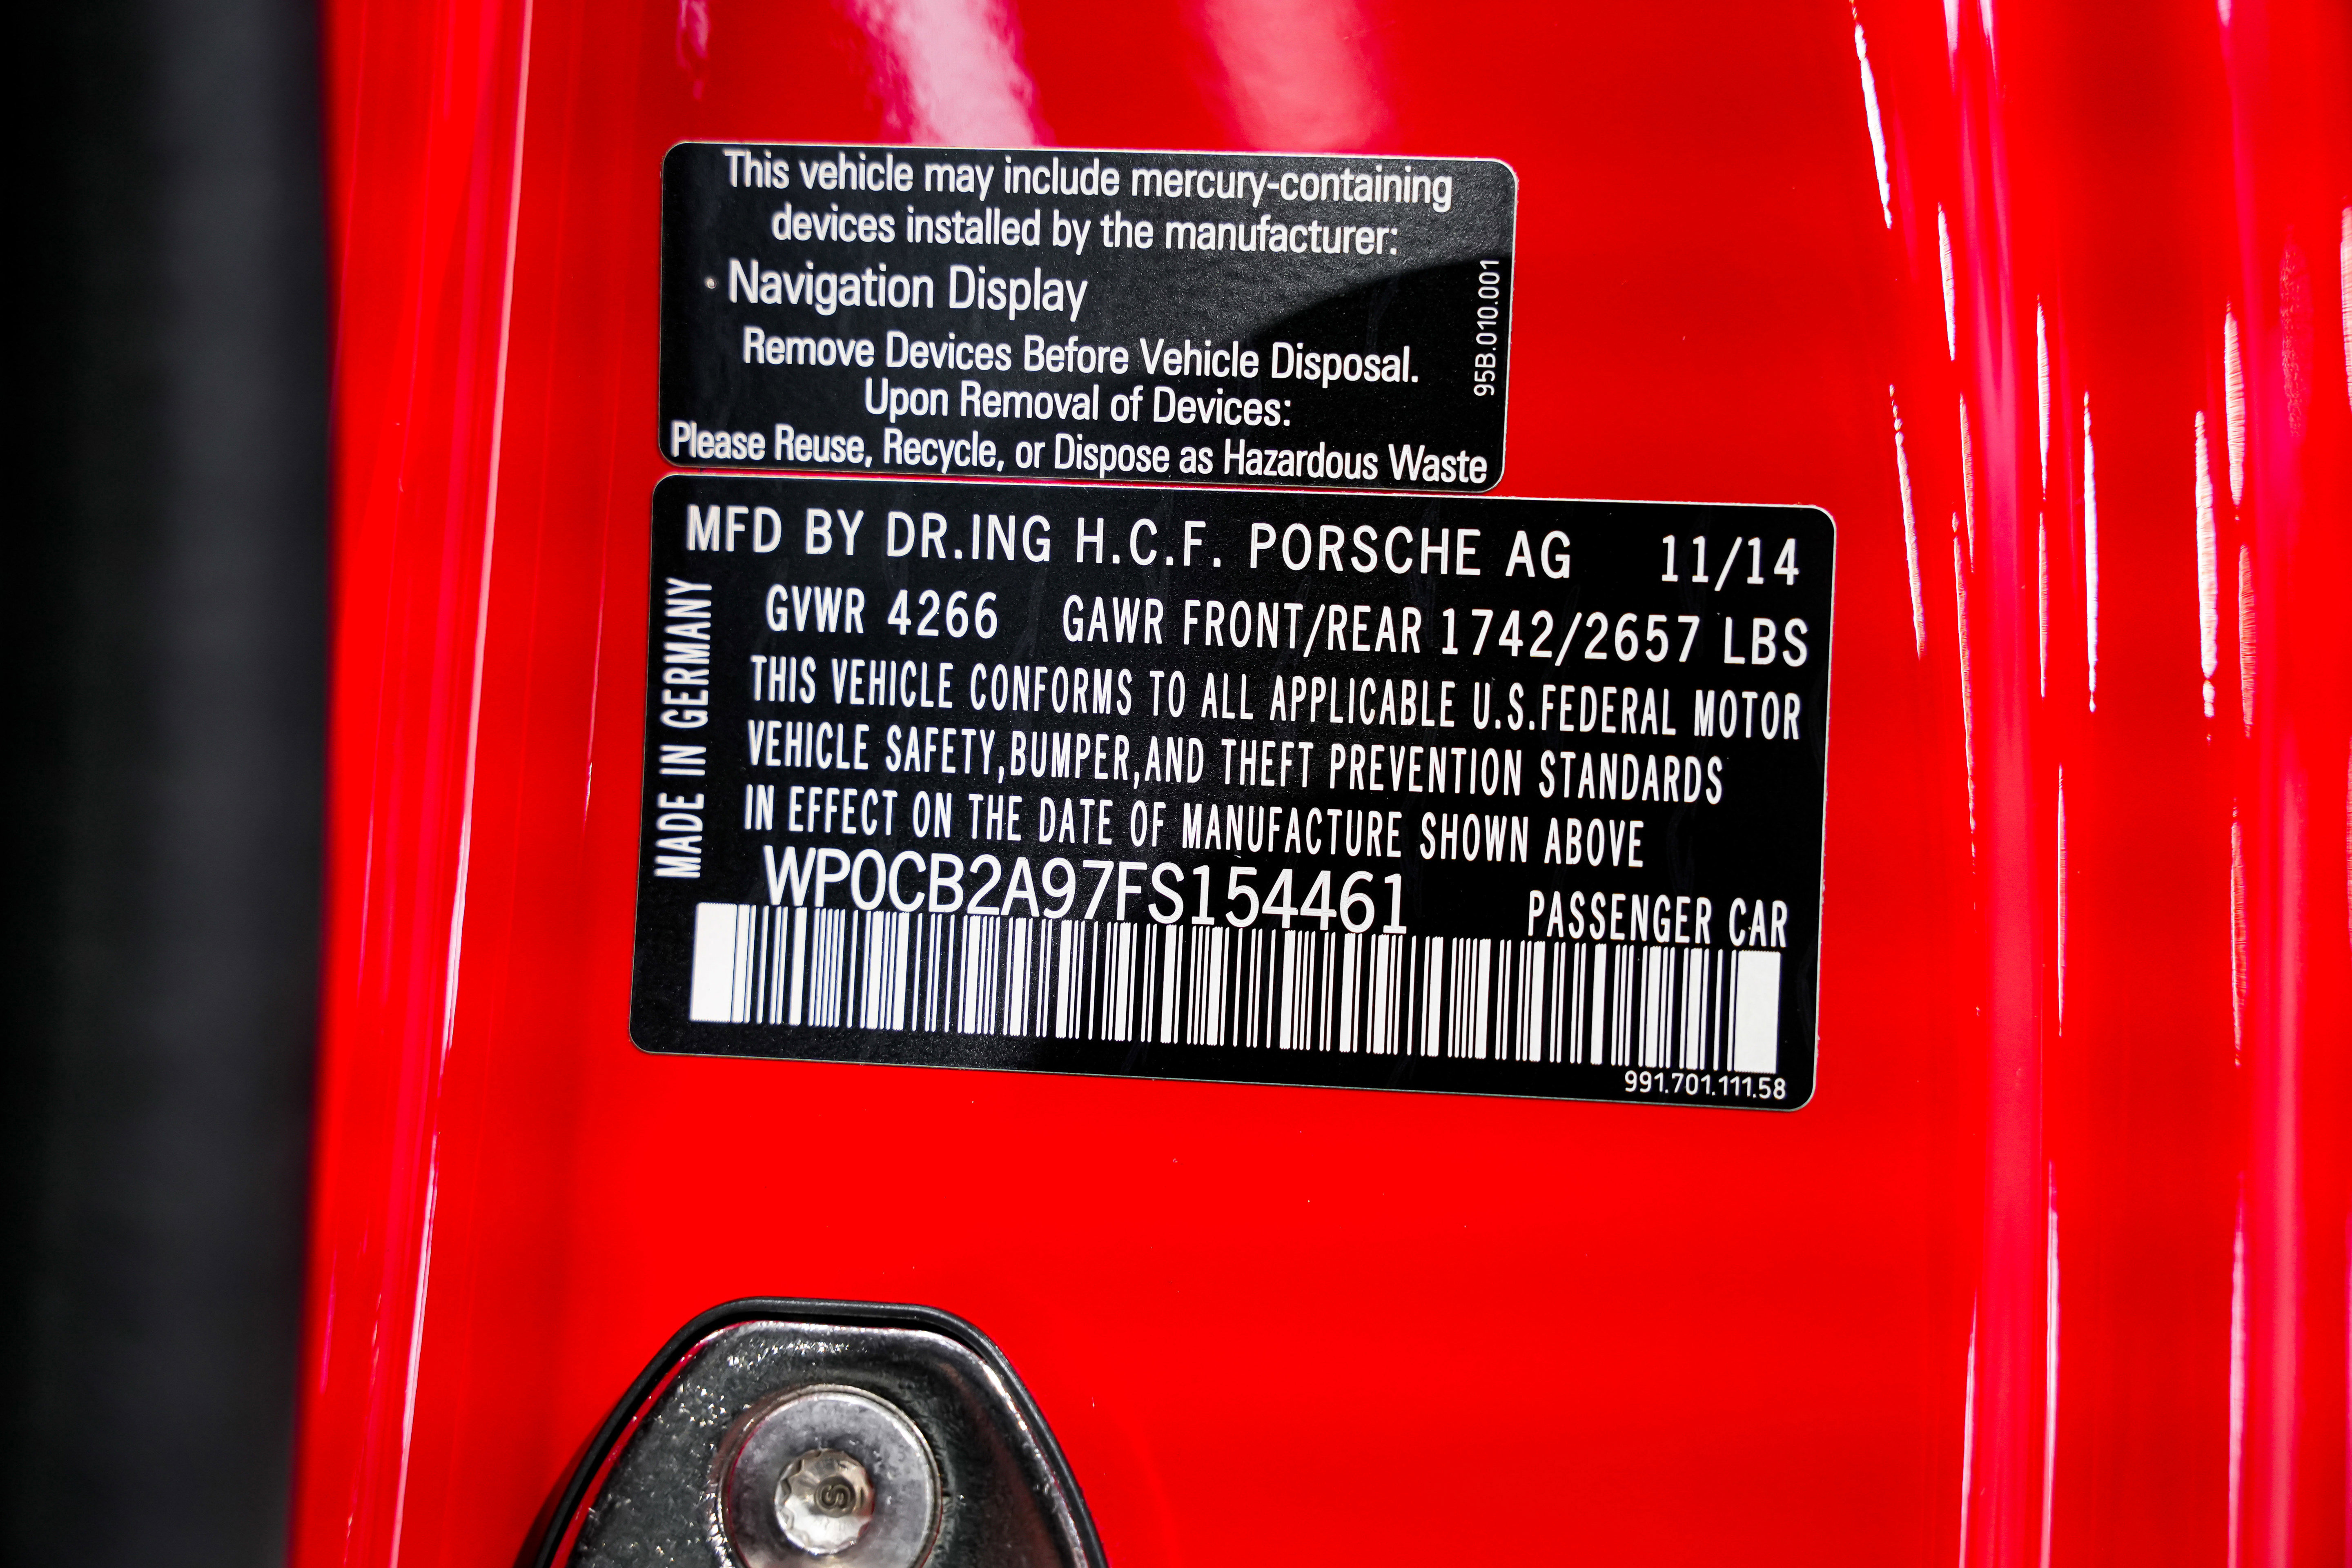 This vehicle may include mercury-containing
devices installed by the manufacturer:
• Navigation Display
Remove Devices Before Vehicle Disposal.
Upon Removal of Devices:
Please Reuse, Recycle, or Dispose as Hazardous Waste
95B.010.001
MFD BY DR.ING H.C.F. PORSCHE AG 11/14
GVWR 4266 GAWR FRONT/REAR 1742/2657 LBS
THIS VEHICLE CONFORMS TO ALL APPLICABLE U.S.FEDERAL MOTOR
VEHICLE SAFETY,BUMPER,AND THEFT PREVENTION STANDARDS
IN EFFECT ON THE DATE OF MANUFACTURE SHOWN ABOVE
MADE IN GERMANY
WP0CB2A97FS154461 PASSENGER CAR
991.701.111.58
S